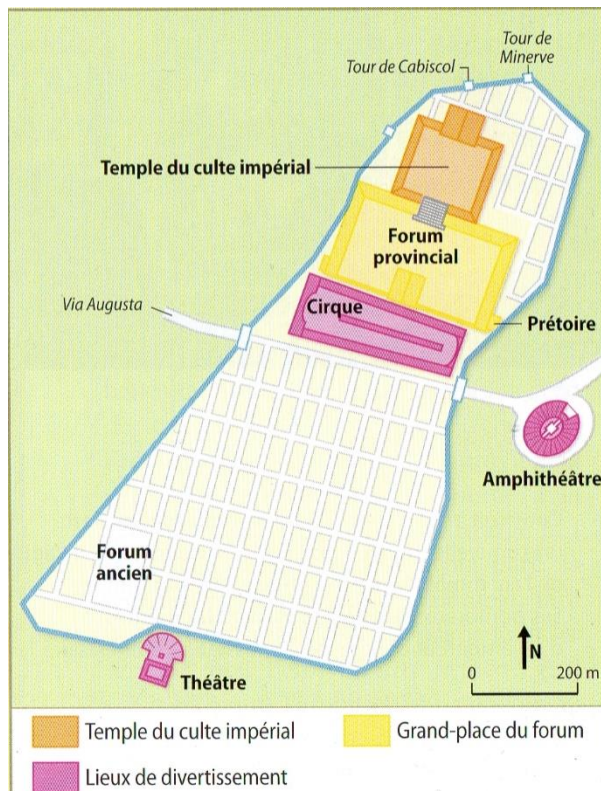 Tour de
Minerve
Tour de Cabiscol
Temple du culte impérial
Forum
provincial
Cirque
Via Augusta
Prétoire
Amphithéâtre
Forum
ancien
Théâtre
N
0 200 m
Temple du culte impérial
Grand-place du forum
Lieux de divertissement